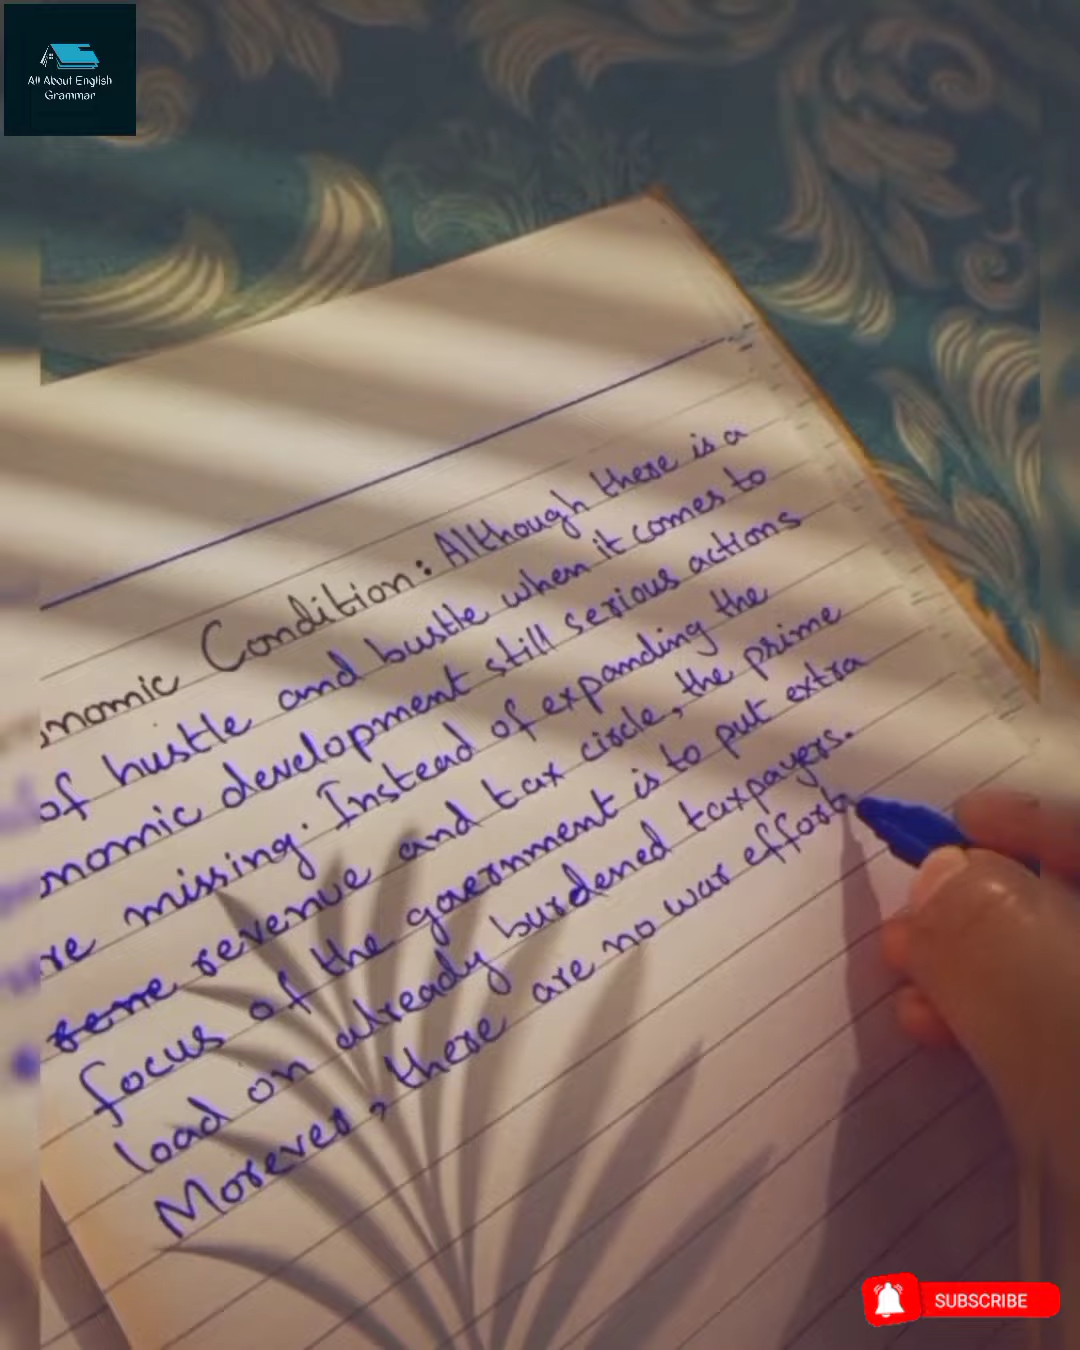 All About English
Grammar
nomic Condition: Although there is a
of hustle and bustle when it comes to
nomic development still serious actions
re missing. Instead of expanding the
revenue and tax circle, the prime
focus of the government is to put extra
load on already burdened taxpayers.
Morever, there are no war effort
SUBSCRIBE